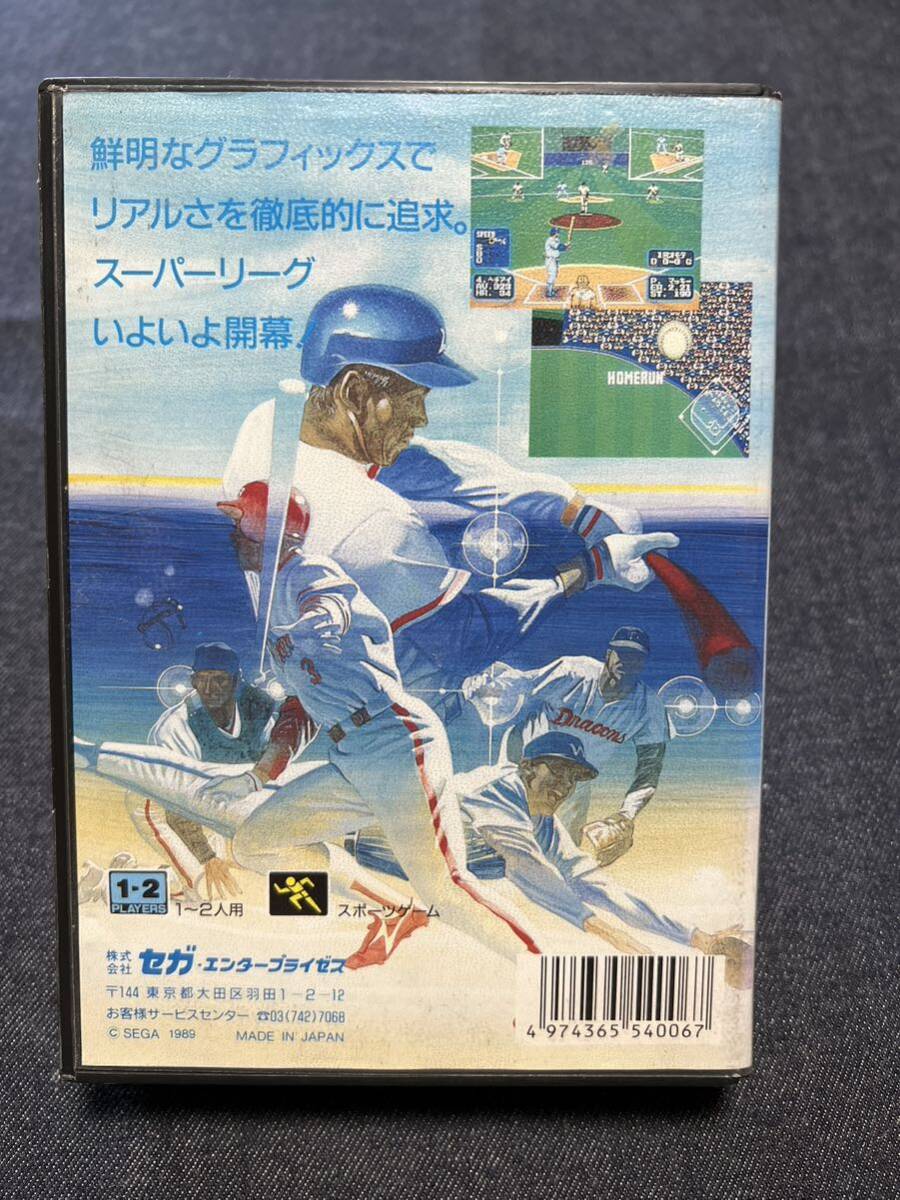 鮮明なグラフィックスで
リアルさを徹底的に追求。
スーパーリーグ
いよいよ開幕!
SPEED
S
B
O
HOMERUN
3
Dragons
1-2
PLAYERS
1〜2人用
スポーツゲーム
株式会社 セガ・エンタープライゼス
〒144 東京都大田区羽田1-2-12
お客様サービスセンター ☎03(742)7068
© SEGA 1989 MADE IN JAPAN
4 974365 540067